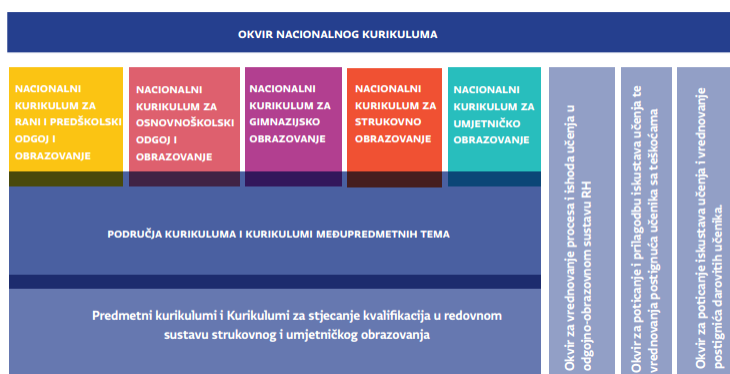 OKVIR NACIONALNOG KURIKULUMA
NACIONALNI
KURIKULUM ZA
RANI I PREDŠKOLSKI
ODGOJ I
OBRAZOVANJE
NACIONALNI
KURIKULUM ZA
OSNOVNOŠKOLSKI
ODGOJ I
OBRAZOVANJE
NACIONALNI
KURIKULUM ZA
GIMNAZIJSKO
OBRAZOVANJE
NACIONALNI
KURIKULUM ZA
STRUKOVNO
OBRAZOVANJE
NACIONALNI
KURIKULUM ZA
UMJETNIČKO
OBRAZOVANJE
PODRUČJA KURIKULUMA I KURIKULUMI MEĐUPREDMETNIH TEMA
Predmetni kurikulumi i Kurikulumi za stjecanje kvalifikacija u redovnom
sustavu strukovnog i umjetničkog obrazovanja
Okvir za vrednovanje procesa i ishoda učenja u
odgojno-obrazovnom sustavu RH
Okvir za poticanje i prilagodbu iskustava učenja te
vrednovanja postignuća učenika sa teškoćama
Okvir za poticanje iskustava učenja i vrednovanje
postignića darovitih učenika.